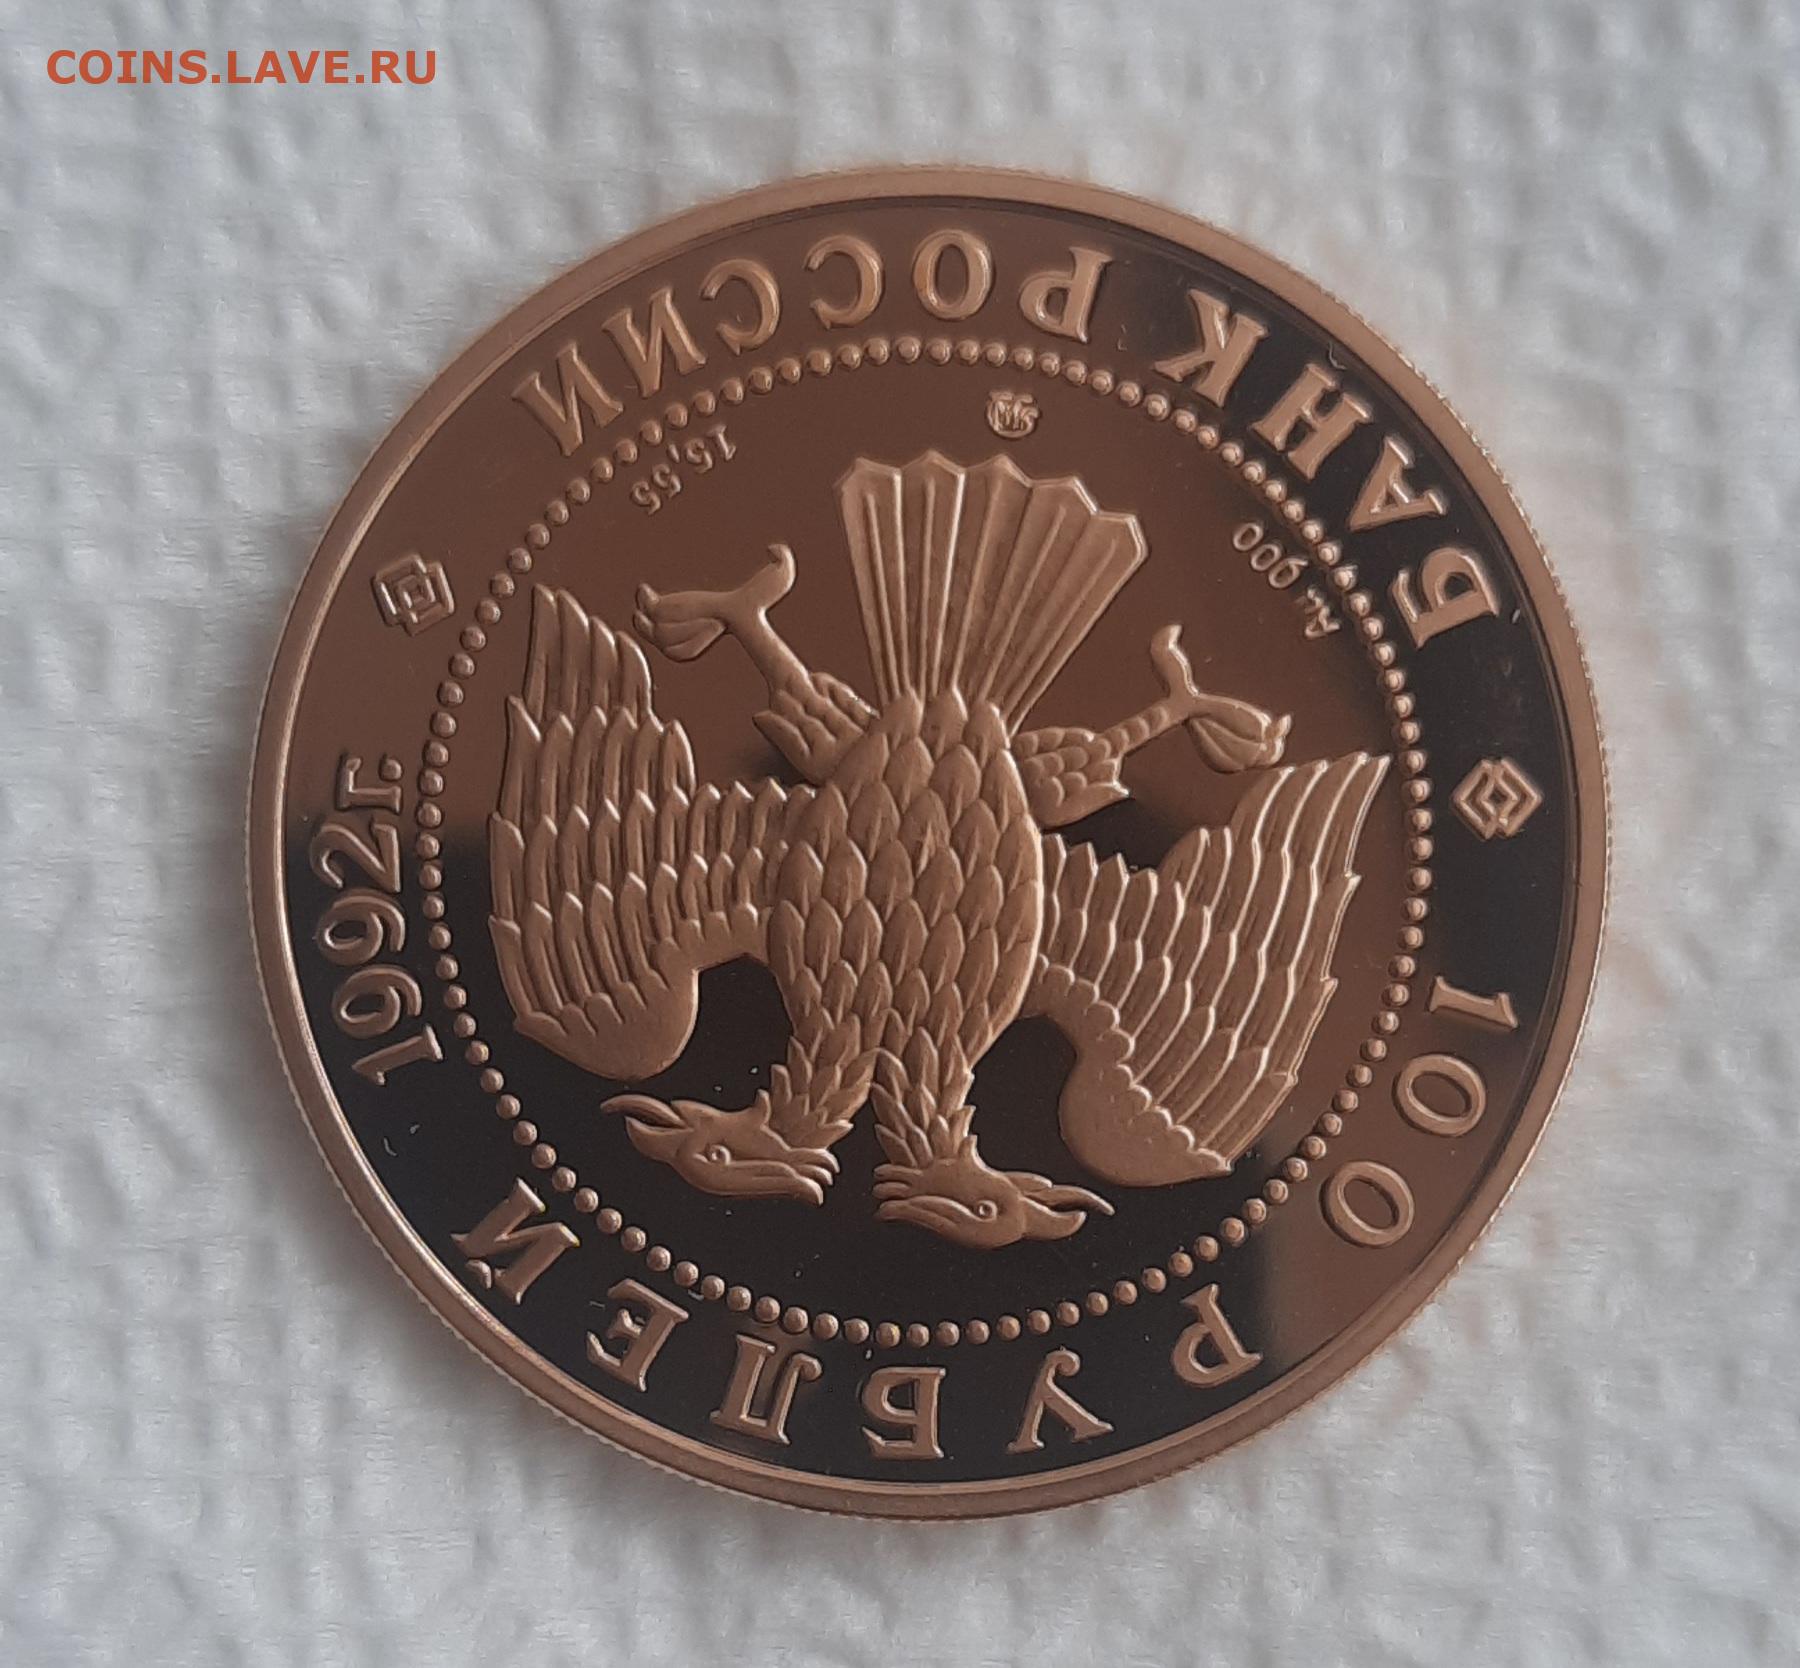 COINS.LAVE.RU
100 РУБЛЕЙ 1992г.
БАНК РОССИИ
Au 900
15,55